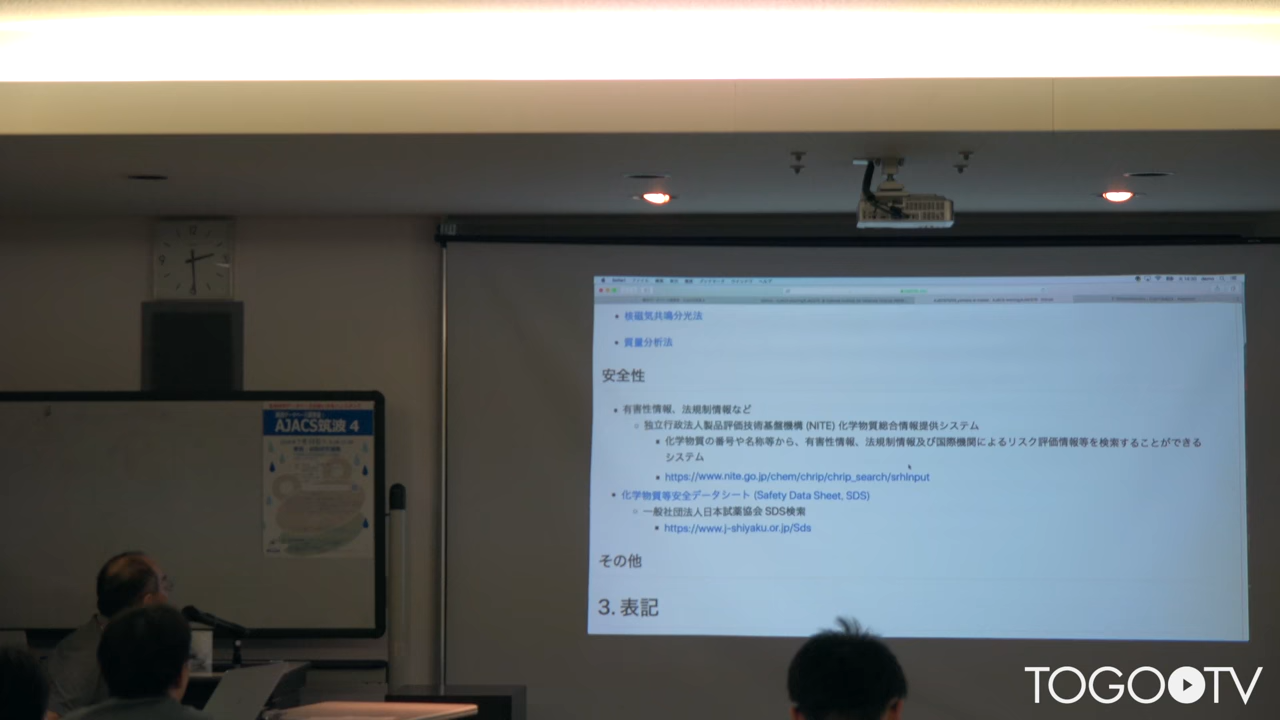 AJACS筑波 4
核磁気共鳴分光法
質量分析法
安全性
有害性情報、法規制情報など
独立行政法人製品評価技術基盤機構 (NITE) 化学物質総合情報提供システム
化学物質の番号や名称等から、有害性情報、法規制情報及び国際機関によるリスク評価情報等を検索することができる
システム
https://www.nite.go.jp/chem/chrip/chrip_search/srhInput
化学物質等安全データシート (Safety Data Sheet, SDS)
一般社団法人日本試薬協会 SDS検索
https://www.j-shiyaku.or.jp/Sds
その他
3. 表記
TOGO TV